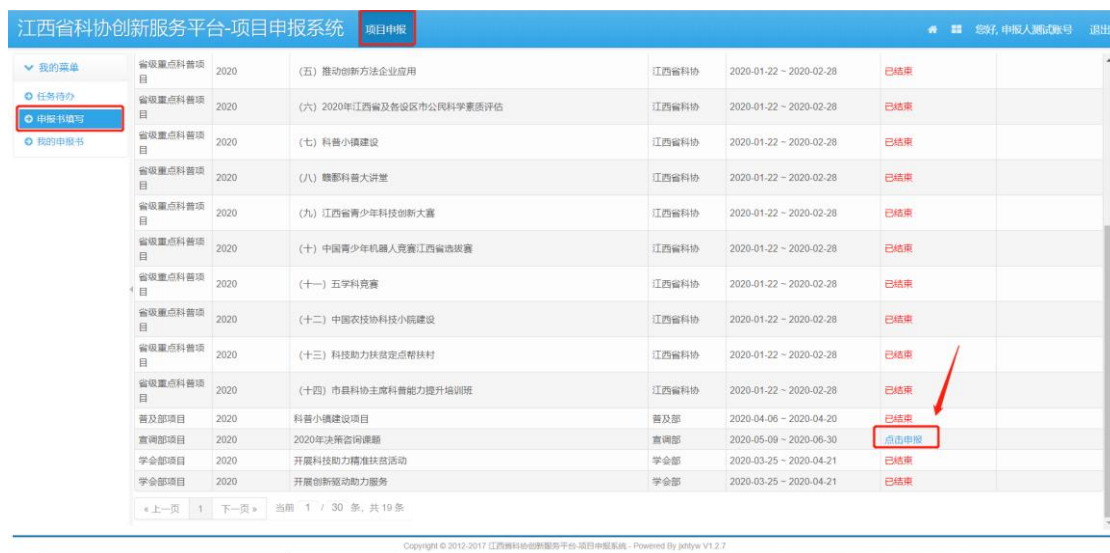 江西省科协创新服务平台-项目申报系统 项目申报 您好, 申报人测试账号 退出
我的菜单
任务待办
申报书填写
我的申报书
省级重点科普项目 2020 （五）推动创新方法企业应用 江西省科协 2020-01-22 ~ 2020-02-28 已结束
省级重点科普项目 2020 （六）2020年江西省及各设区市公民科学素质评估 江西省科协 2020-01-22 ~ 2020-02-28 已结束
省级重点科普项目 2020 （七）科普小镇建设 江西省科协 2020-01-22 ~ 2020-02-28 已结束
省级重点科普项目 2020 （八）赣鄱科普大讲堂 江西省科协 2020-01-22 ~ 2020-02-28 已结束
省级重点科普项目 2020 （九）江西省青少年科技创新大赛 江西省科协 2020-01-22 ~ 2020-02-28 已结束
省级重点科普项目 2020 （十）中国青少年机器人竞赛江西省选拔赛 江西省科协 2020-01-22 ~ 2020-02-28 已结束
省级重点科普项目 2020 （十一）五学科竞赛 江西省科协 2020-01-22 ~ 2020-02-28 已结束
省级重点科普项目 2020 （十二）中国农技协科技小院建设 江西省科协 2020-01-22 ~ 2020-02-28 已结束
省级重点科普项目 2020 （十三）科技助力扶贫定点帮扶村 江西省科协 2020-01-22 ~ 2020-02-28 已结束
省级重点科普项目 2020 （十四）市县科协主席科普能力提升培训班 江西省科协 2020-01-22 ~ 2020-02-28 已结束
普及部项目 2020 科普小镇建设项目 普及部 2020-04-06 ~ 2020-04-20 已结束
宣调部项目 2020 2020年决策咨询课题 宣调部 2020-05-09 ~ 2020-06-30 点击申报
学会部项目 2020 开展科技助力精准扶贫活动 学会部 2020-03-25 ~ 2020-04-21 已结束
学会部项目 2020 开展创新驱动助力服务 学会部 2020-03-25 ~ 2020-04-21 已结束
« 上一页 1 下一页 » 当前 1 / 30 条, 共 19 条
Copyright © 2012-2017 江西省科协创新服务平台-项目申报系统 - Powered By jxhtyw V1.2.7